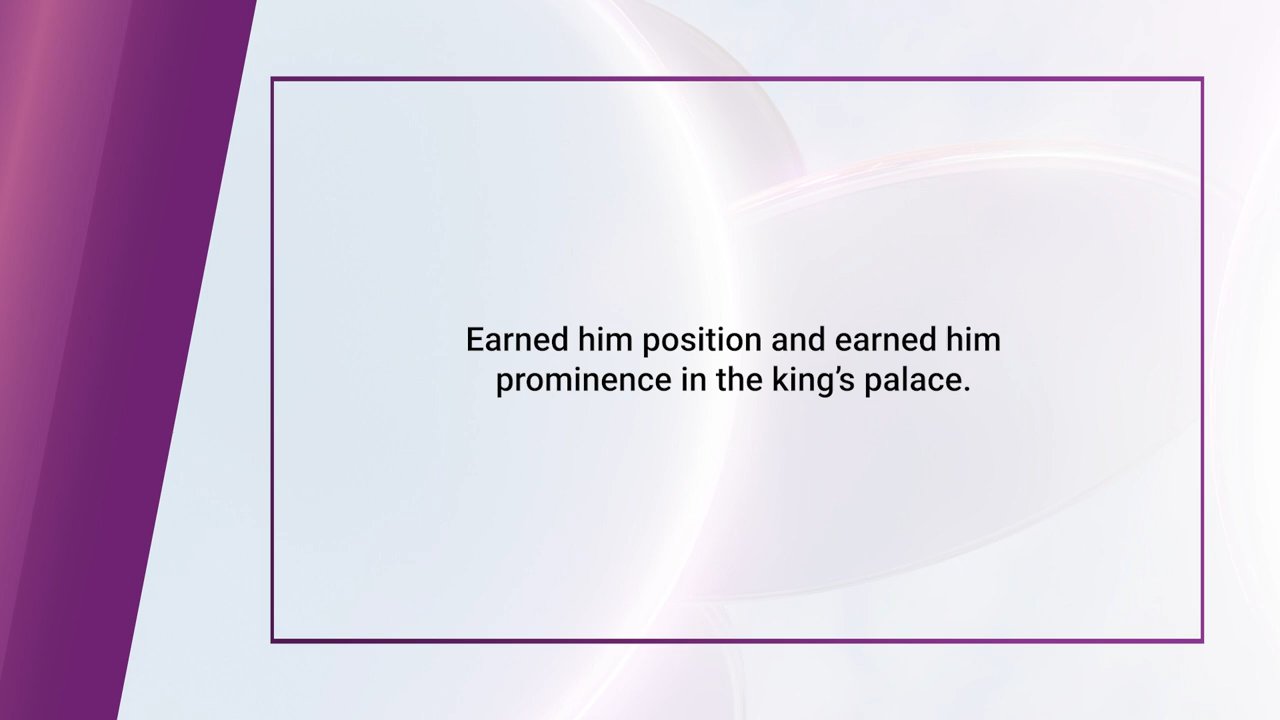 Earned him position and earned him
prominence in the king’s palace.